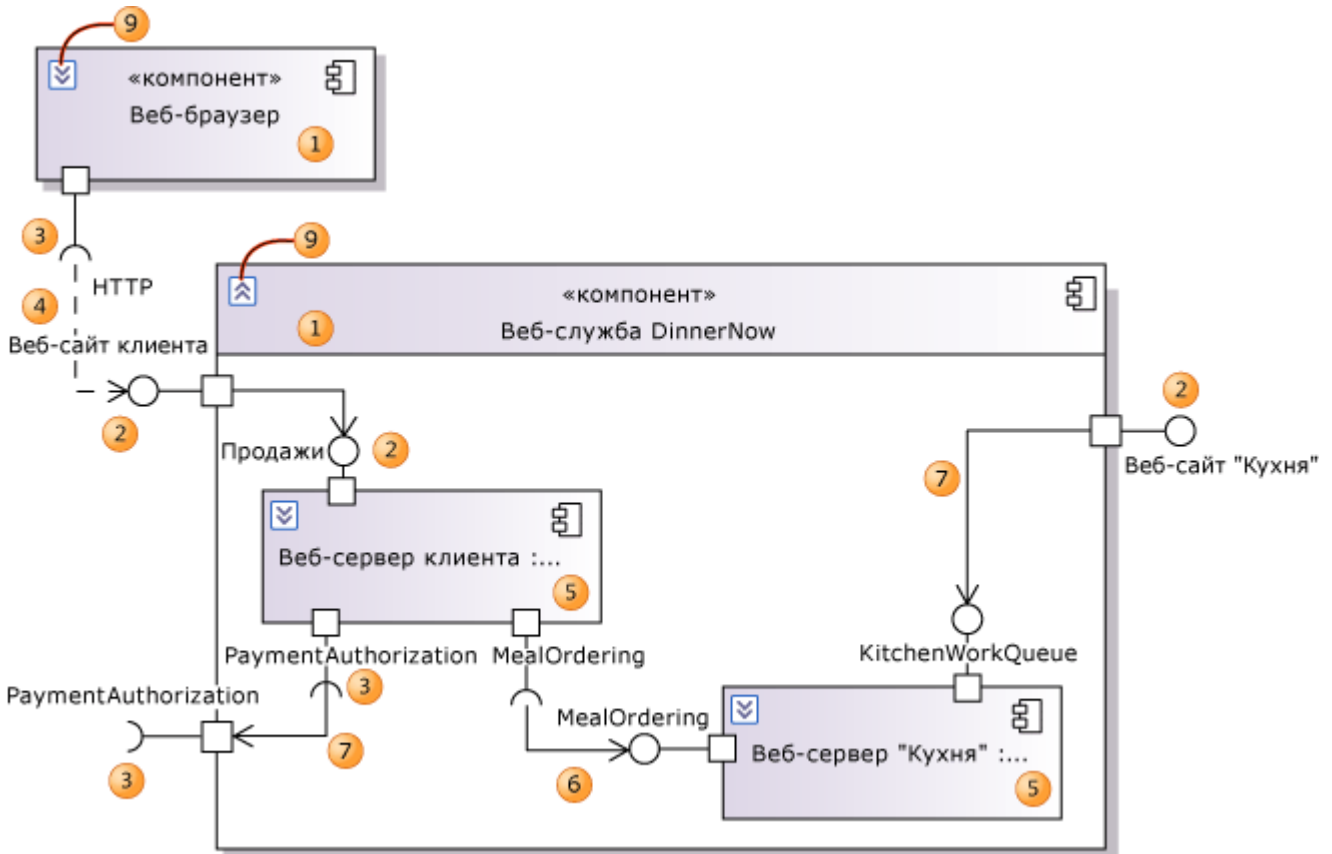 9
«компонент»
Веб-браузер
1
3
9
HTTP
4
«компонент»
1
Веб-служба DinnerNow
Веб-сайт клиента
2
2
Продажи
2
Веб-сайт "Кухня"
7
Веб-сервер клиента :...
5
PaymentAuthorization
MealOrdering
KitchenWorkQueue
3
PaymentAuthorization
MealOrdering
7
Веб-сервер "Кухня" :...
3
6
5